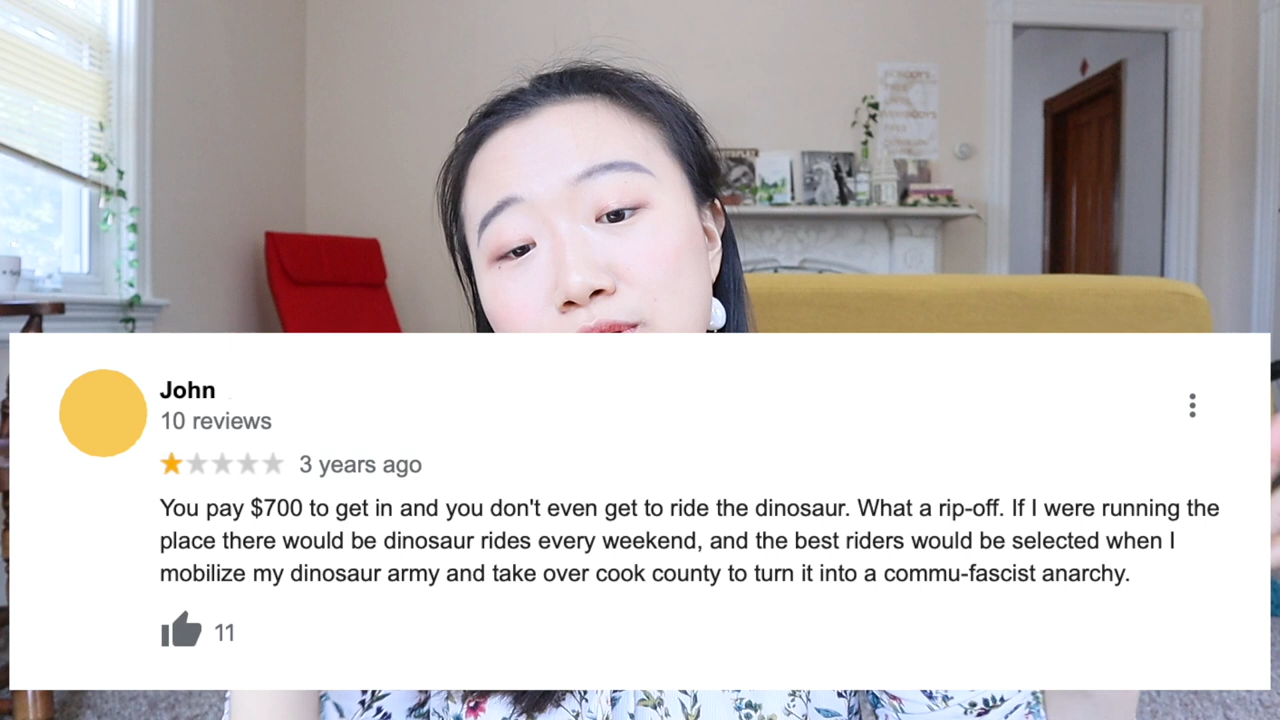 John
10 reviews
3 years ago
You pay $700 to get in and you don't even get to ride the dinosaur. What a rip-off. If I were running the
place there would be dinosaur rides every weekend, and the best riders would be selected when I
mobilize my dinosaur army and take over cook county to turn it into a commu-fascist anarchy.
11